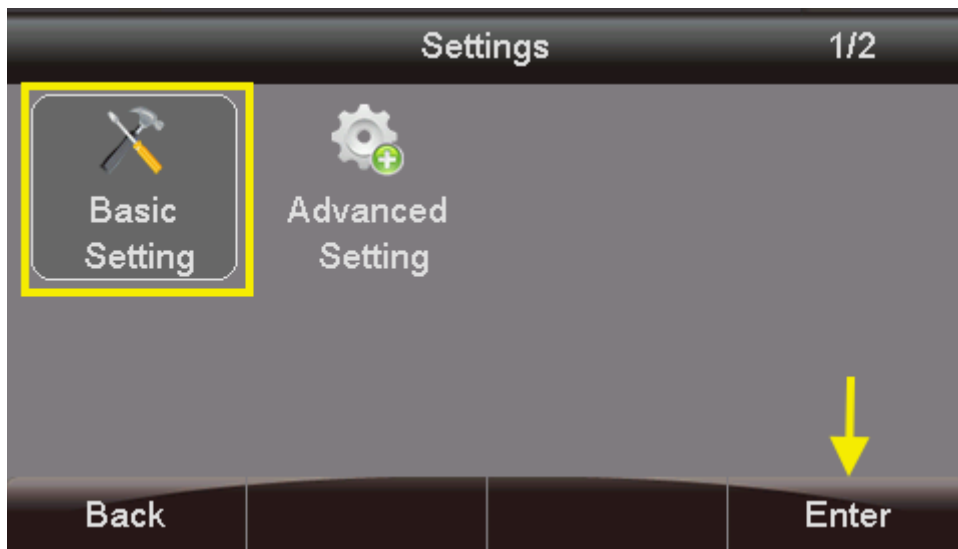 Settings 1/2
Basic
Setting
Advanced
Setting
Back Enter